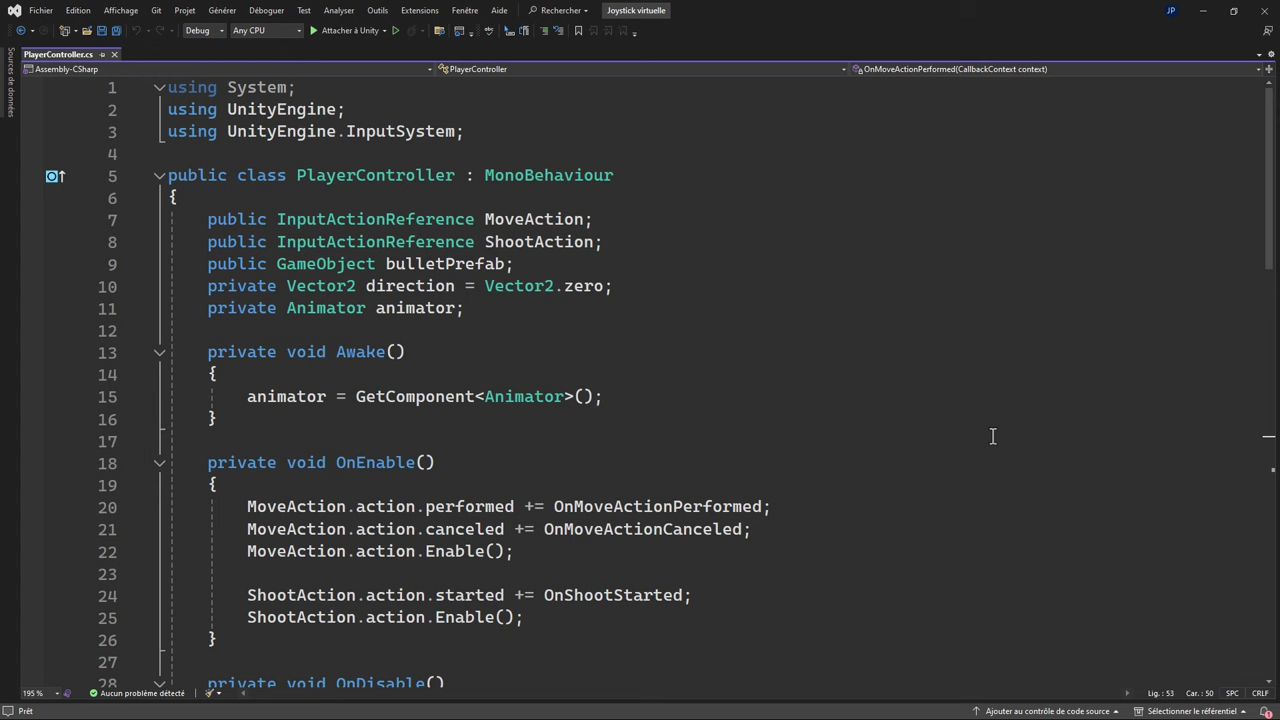 Fichier Edition Affichage Git Projet Générer Déboguer Test Analyser Outils Extensions Fenêtre Aide Rechercher Joystick virtuelle JP
Debug Any CPU Attacher à Unity
PlayerController.cs
Assembly-CSharp PlayerController OnMoveActionPerformed(CallbackContext context)
Sources de données
1 using System;
2 using UnityEngine;
3 using UnityEngine.InputSystem;
4
5 public class PlayerController : MonoBehaviour
6 {
7 public InputActionReference MoveAction;
8 public InputActionReference ShootAction;
9 public GameObject bulletPrefab;
10 private Vector2 direction = Vector2.zero;
11 private Animator animator;
12
13 private void Awake()
14 {
15 animator = GetComponent<Animator>();
16 }
17
18 private void OnEnable()
19 {
20 MoveAction.action.performed += OnMoveActionPerformed;
21 MoveAction.action.canceled += OnMoveActionCanceled;
22 MoveAction.action.Enable();
23
24 ShootAction.action.started += OnShootStarted;
25 ShootAction.action.Enable();
26 }
27
28 private void OnDisable()
195 % Aucun problème détecté Lig. : 53 Car. : 50 SPC CRLF
Prêt Ajouter au contrôle de code source Sélectionner le référentiel